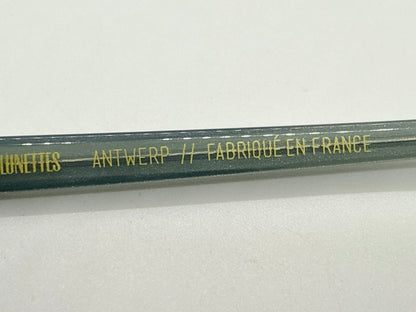 LUNETTES ANTWERP // FABRIQUÉ EN FRANCE